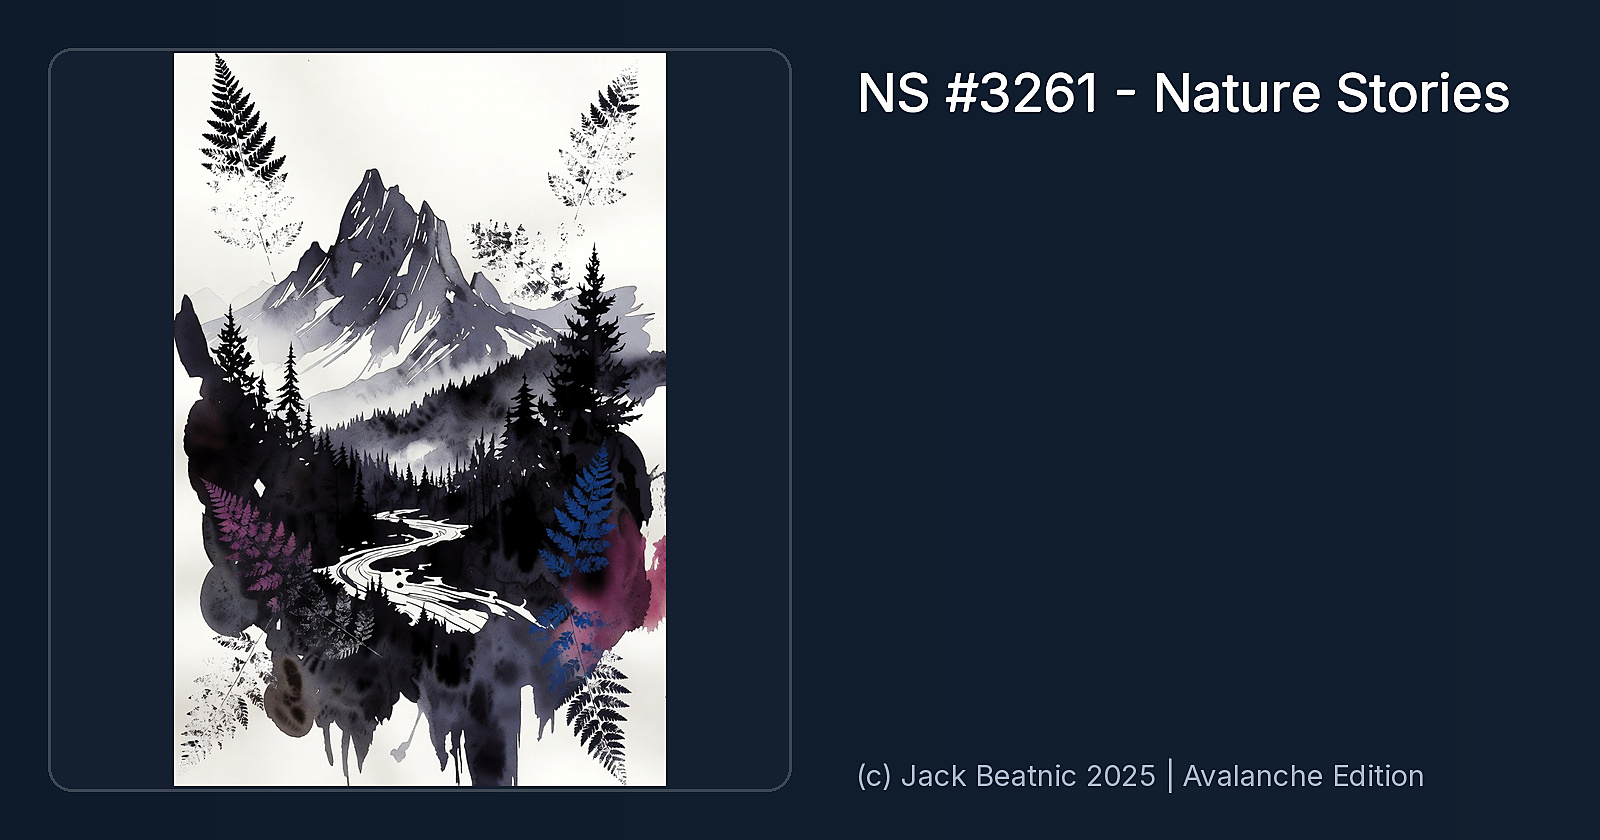 NS #3261 - Nature Stories
(c) Jack Beatnic 2025 | Avalanche Edition